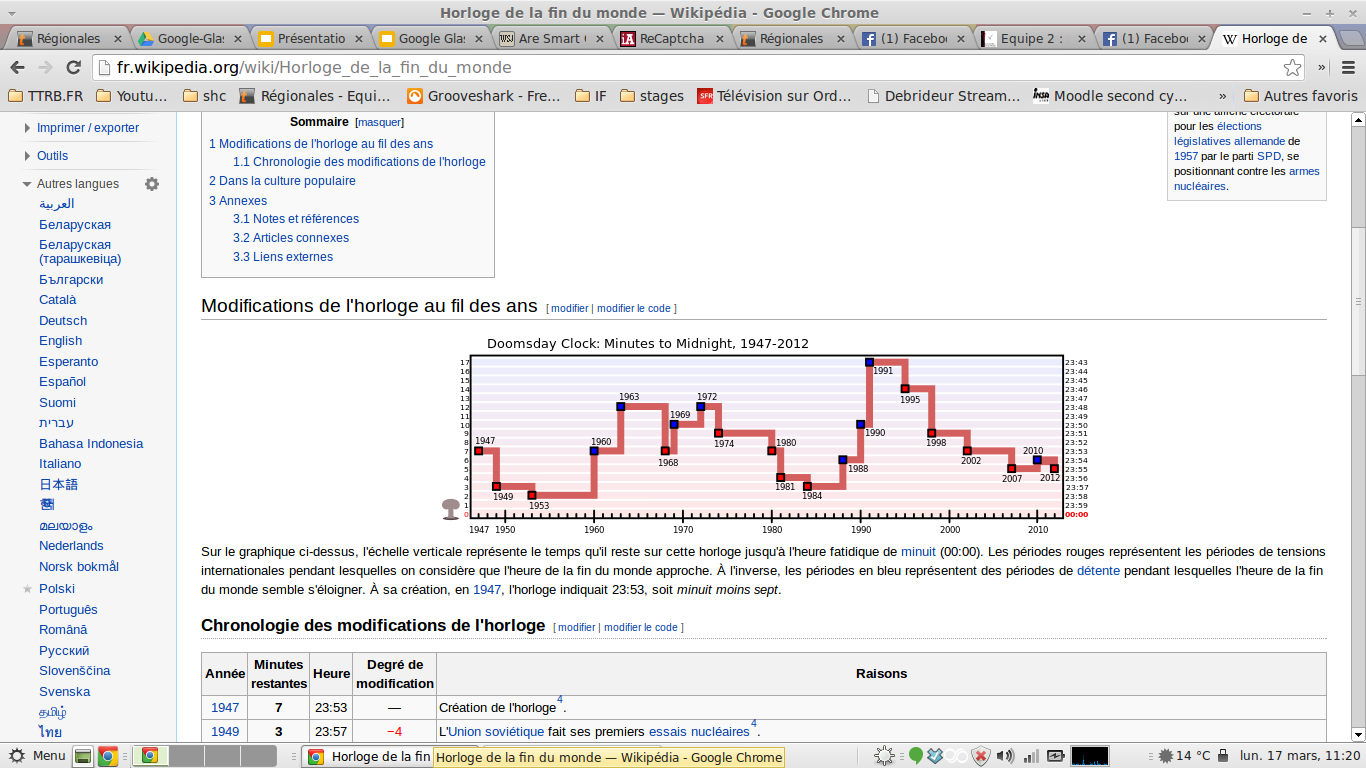 Horloge de la fin du monde — Wikipédia - Google Chrome
Régionales
Google-Glas
Présentatio
Google Glas
Are Smart
ReCaptcha
Régionales
(1) Facebo
Equipe 2 :
(1) Facebo
Horloge de
fr.wikipedia.org/wiki/Horloge_de_la_fin_du_monde
TTRB.FR
Youtu...
shc
Régionales - Equi...
Grooveshark - Fre...
IF
stages
Télévision sur Ord...
Debrideur Stream...
Moodle second cy...
»
Autres favoris
Imprimer / exporter
Outils
Autres langues
العربية
Беларуская
Беларуская
(тарашкевіца)
Български
Català
Deutsch
English
Esperanto
Español
Suomi
עברית
Bahasa Indonesia
Italiano
日本語
മലയാളം
Nederlands
Norsk bokmål
Polski
Português
Română
Русский
Slovenščina
Svenska
தமிழ்
ไทย
Sommaire [masquer]
1 Modifications de l'horloge au fil des ans
1.1 Chronologie des modifications de l'horloge
2 Dans la culture populaire
3 Annexes
3.1 Notes et références
3.2 Articles connexes
3.3 Liens externes
sur une affiche électorale
pour les élections
législatives allemande de
1957 par le parti SPD, se
positionnant contre les armes
nucléaires.
Modifications de l'horloge au fil des ans [ modifier | modifier le code ]
Doomsday Clock: Minutes to Midnight, 1947-2012
17
16
15
14
13
12
11
10
9
8
7
6
5
4
3
2
1
0
1947
1949
1953
1960
1963
1968
1969
1972
1974
1980
1981
1984
1988
1990
1991
1995
1998
2002
2007
2010
2012
23:43
23:44
23:45
23:46
23:47
23:48
23:49
23:50
23:51
23:52
23:53
23:54
23:55
23:56
23:57
23:58
23:59
00:00
1947 1950 1960 1970 1980 1990 2000 2010
Sur le graphique ci-dessus, l'échelle verticale représente le temps qu'il reste sur cette horloge jusqu'à l'heure fatidique de minuit (00:00). Les périodes rouges représentent les périodes de tensions
internationales pendant lesquelles on considère que l'heure de la fin du monde approche. À l'inverse, les périodes en bleu représentent des périodes de détente pendant lesquelles l'heure de la fin
du monde semble s'éloigner. À sa création, en 1947, l'horloge indiquait 23:53, soit minuit moins sept.
Chronologie des modifications de l'horloge [ modifier | modifier le code ]
Année Minutes restantes Heure Degré de modification Raisons
1947 7 23:53 — Création de l'horloge4.
1949 3 23:57 −4 L'Union soviétique fait ses premiers essais nucléaires4.
Menu
Horloge de la fin
Horloge de la fin du monde — Wikipédia - Google Chrome
14 °C
lun. 17 mars, 11:20